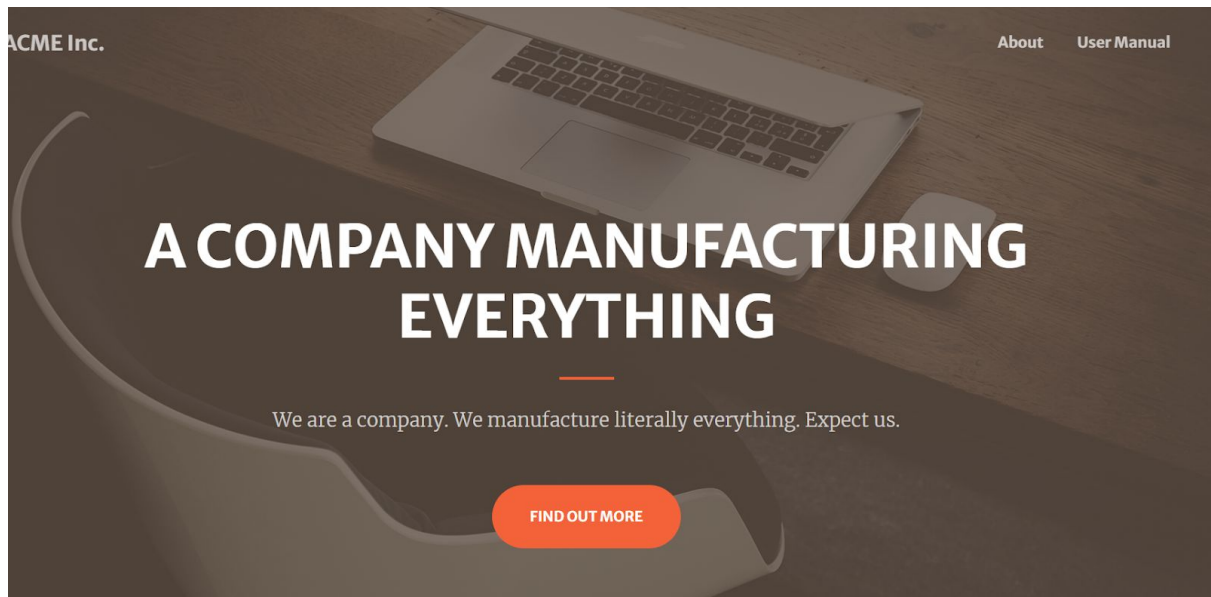 ACME Inc.
About
User Manual
A COMPANY MANUFACTURING
EVERYTHING
We are a company. We manufacture literally everything. Expect us.
FIND OUT MORE